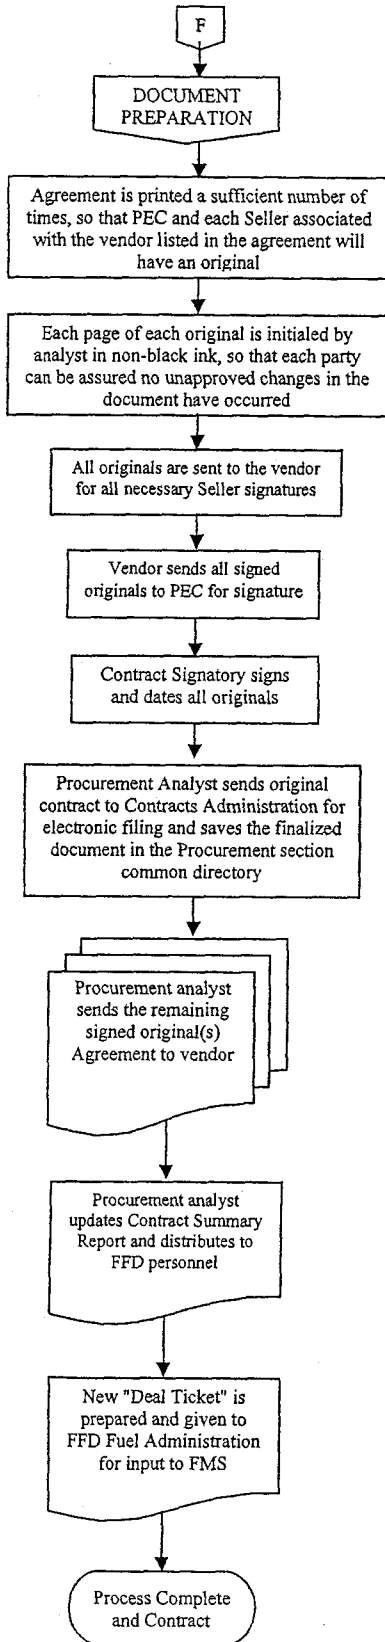 F
DOCUMENT
PREPARATION
Agreement is printed a sufficient number of
times, so that PEC and each Seller associated
with the vendor listed in the agreement will
have an original
Each page of each original is initialed by
analyst in non-black ink, so that each party
can be assured no unapproved changes in the
document have occurred
All originals are sent to the vendor
for all necessary Seller signatures
Vendor sends all signed
originals to PEC for signature
Contract Signatory signs
and dates all originals
Procurement Analyst sends original
contract to Contracts Administration for
electronic filing and saves the finalized
document in the Procurement section
common directory
Procurement analyst
sends the remaining
signed original(s)
Agreement to vendor
Procurement analyst
updates Contract Summary
Report and distributes to
FFD personnel
New "Deal Ticket" is
prepared and given to
FFD Fuel Administration
for input to FMS
Process Complete
and Contract